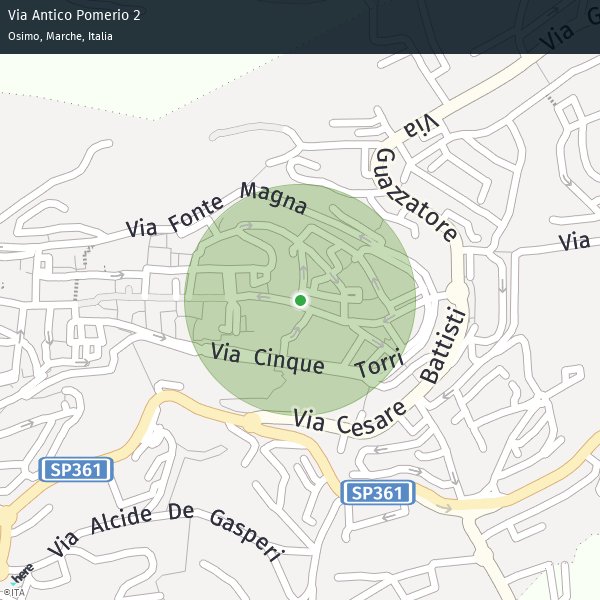 Via Antico Pomerio 2
Osimo, Marche, Italia
Via G
Via
Guazzatore
Via Fonte Magna
Via
Via Cinque Torri
Via Cesare Battisti
SP361
SP361
Via Alcide De Gasperi
here
©ITA